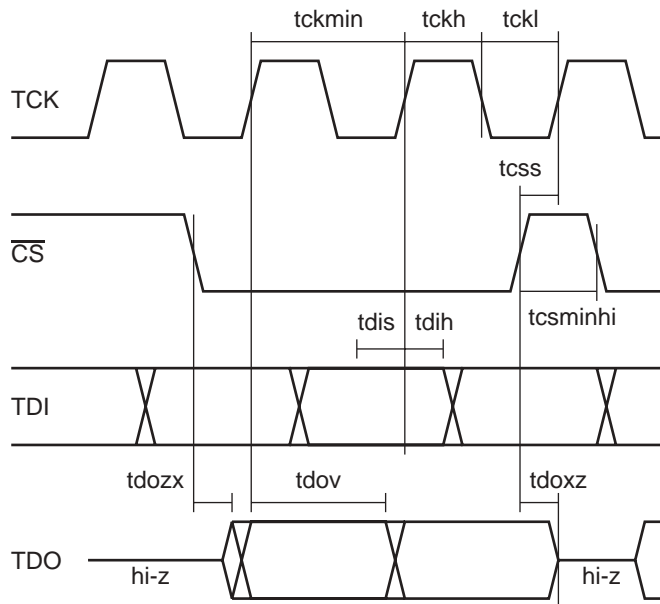 tckmin tckh tckl
TCK
tcss
CS
tcsminhi
tdis tdih
TDI
tdozx tdov tdoxz
TDO
hi-z hi-z